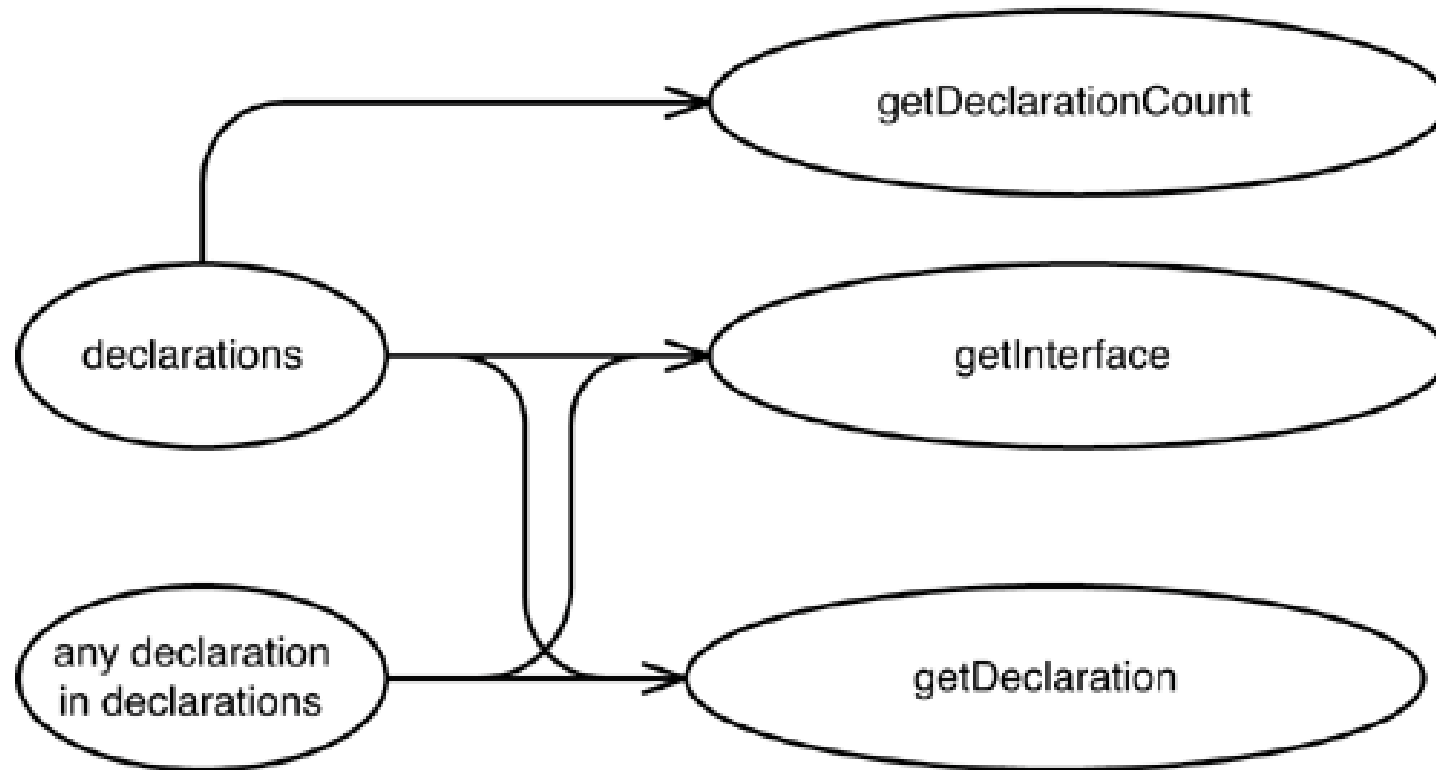 getDeclarationCount
declarations
getInterface
any declaration
in declarations
getDeclaration